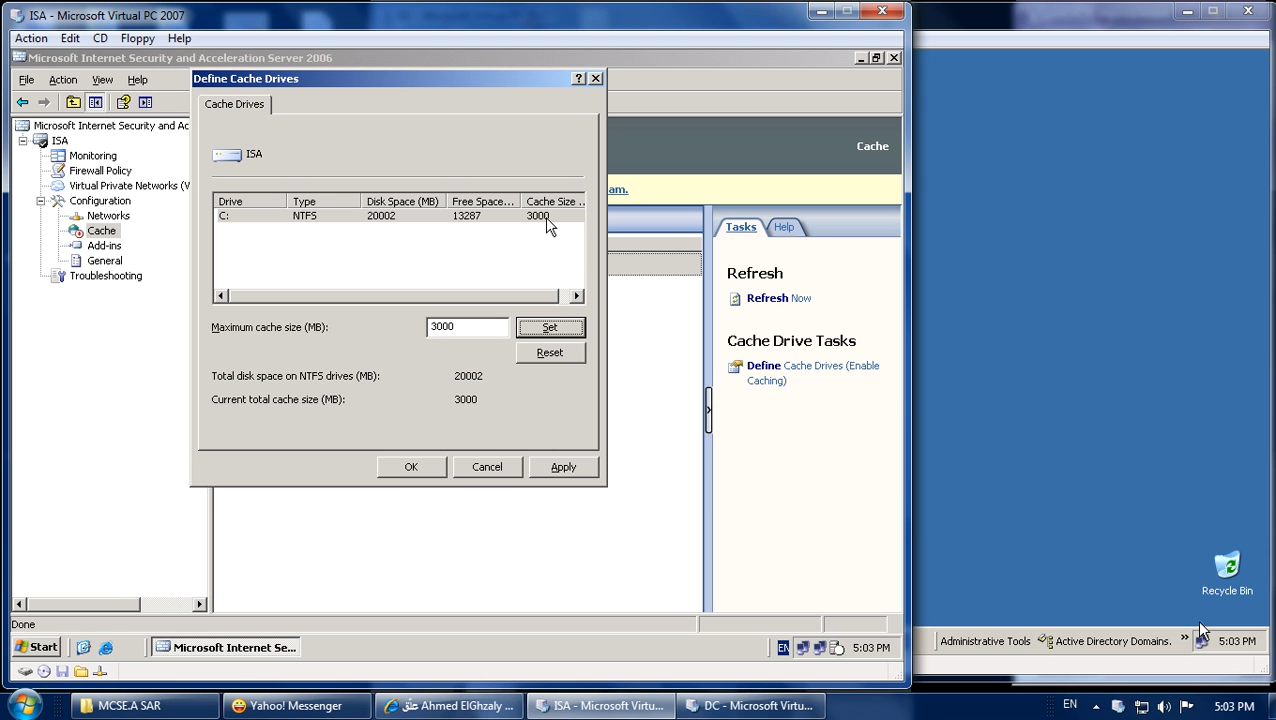 ISA - Microsoft Virtual PC 2007
Action Edit CD Floppy Help
Microsoft Internet Security and Acceleration Server 2006
File Action View Help
Define Cache Drives
Cache Drives
ISA
Drive Type Disk Space (MB) Free Space... Cache Size ..
C: NTFS 20002 13287 3000
Maximum cache size (MB): 3000 Set
Reset
Total disk space on NTFS drives (MB): 20002
Current total cache size (MB): 3000
OK Cancel Apply
Microsoft Internet Security and Ac
ISA
Monitoring
Firewall Policy
Virtual Private Networks (V
Configuration
Networks
Cache
Add-ins
General
Troubleshooting
Cache
am.
Tasks Help
Refresh
Refresh Now
Cache Drive Tasks
Define Cache Drives (Enable
Caching)
Done
Start Microsoft Internet Se... EN 5:03 PM
Recycle Bin
Administrative Tools Active Directory Domains. » 5:03 PM
MCSE.A SAR Yahoo! Messenger Ahmed ElGhzaly ... ISA - Microsoft Virtu... DC - Microsoft Virtu... EN 5:03 PM